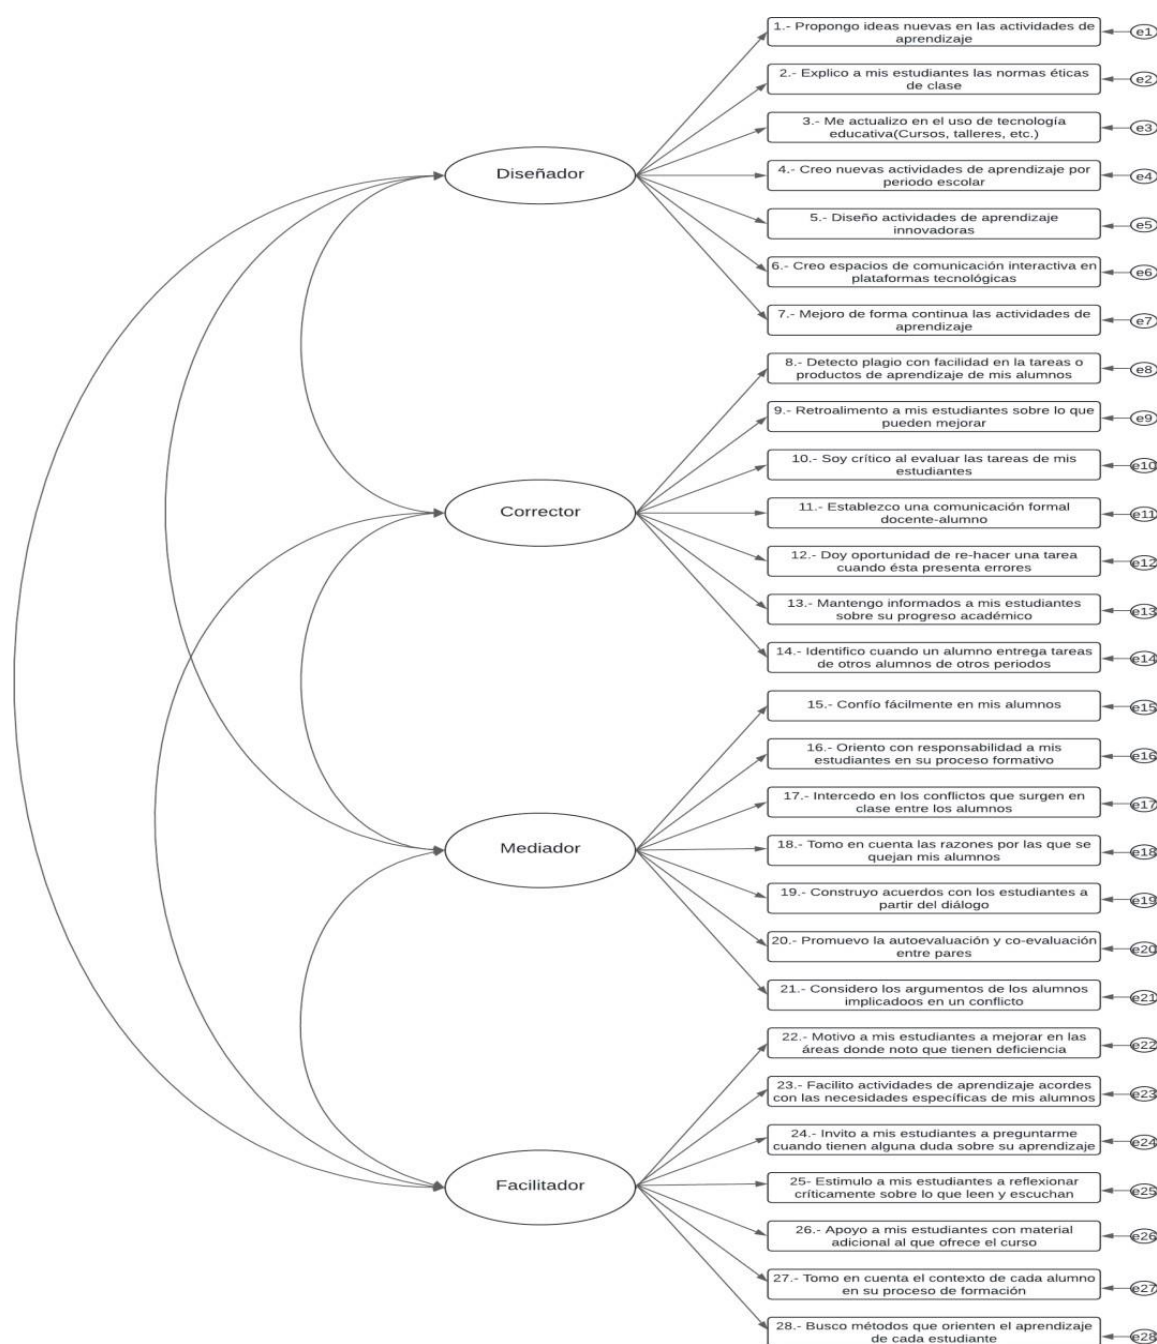 1.- Propongo ideas nuevas en las actividades de
aprendizaje
e1
2.- Explico a mis estudiantes las normas éticas
de clase
e2
3.- Me actualizo en el uso de tecnología
educativa(Cursos, talleres, etc.)
e3
Diseñador
4.- Creo nuevas actividades de aprendizaje por
periodo escolar
e4
5.- Diseño actividades de aprendizaje
innovadoras
e5
6.- Creo espacios de comunicación interactiva en
plataformas tecnológicas
e6
7.- Mejoro de forma continua las actividades de
aprendizaje
e7
8.- Detecto plagio con facilidad en la tareas o
productos de aprendizaje de mis alumnos
e8
9.- Retroalimento a mis estudiantes sobre lo que
pueden mejorar
e9
10.- Soy crítico al evaluar las tareas de mis
estudiantes
e10
Corrector
11.- Establezco una comunicación formal
docente-alumno
e11
12.- Doy oportunidad de re-hacer una tarea
cuando ésta presenta errores
e12
13.- Mantengo informados a mis estudiantes
sobre su progreso académico
e13
14.- Identifico cuando un alumno entrega tareas
de otros alumnos de otros periodos
e14
15.- Confío fácilmente en mis alumnos
e15
16.- Oriento con responsabilidad a mis
estudiantes en su proceso formativo
e16
17.- Intercedo en los conflictos que surgen en
clase entre los alumnos
e17
Mediador
18.- Tomo en cuenta las razones por las que se
quejan mis alumnos
e18
19.- Construyo acuerdos con los estudiantes a
partir del diálogo
e19
20.- Promuevo la autoevaluación y co-evaluación
entre pares
e20
21.- Considero los argumentos de los alumnos
implicadoos en un conflicto
e21
22.- Motivo a mis estudiantes a mejorar en las
áreas donde noto que tienen deficiencia
e22
23.- Facilito actividades de aprendizaje acordes
con las necesidades específicas de mis alumnos
e23
24.- Invito a mis estudiantes a preguntarme
cuando tienen alguna duda sobre su aprendizaje
e24
Facilitador
25- Estimulo a mis estudiantes a reflexionar
críticamente sobre lo que leen y escuchan
e25
26.- Apoyo a mis estudiantes con material
adicional al que ofrece el curso
e26
27.- Tomo en cuenta el contexto de cada alumno
en su proceso de formación
e27
28.- Busco métodos que orienten el aprendizaje
de cada estudiante
e28